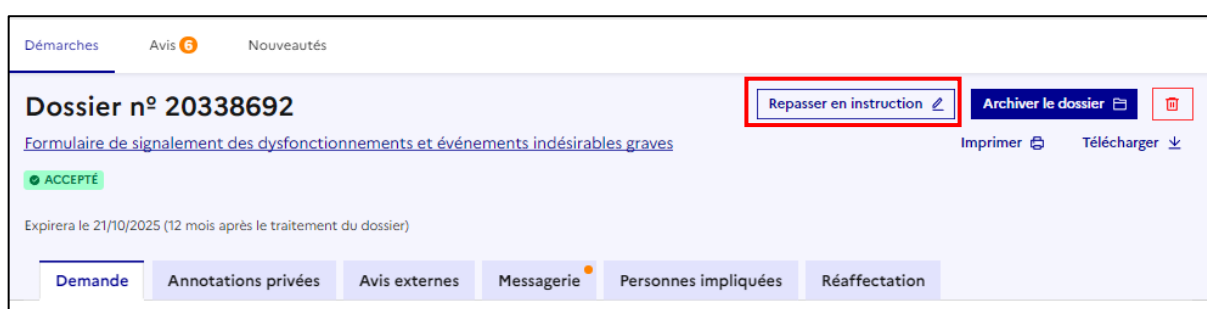 Démarches Avis 6 Nouveautés
Dossier nº 20338692 Repasser en instruction Archiver le dossier
Formulaire de signalement des dysfonctionnements et événements indésirables graves Imprimer Télécharger
ACCEPTÉ
Expirera le 21/10/2025 (12 mois après le traitement du dossier)
Demande Annotations privées Avis externes Messagerie Personnes impliquées Réaffectation